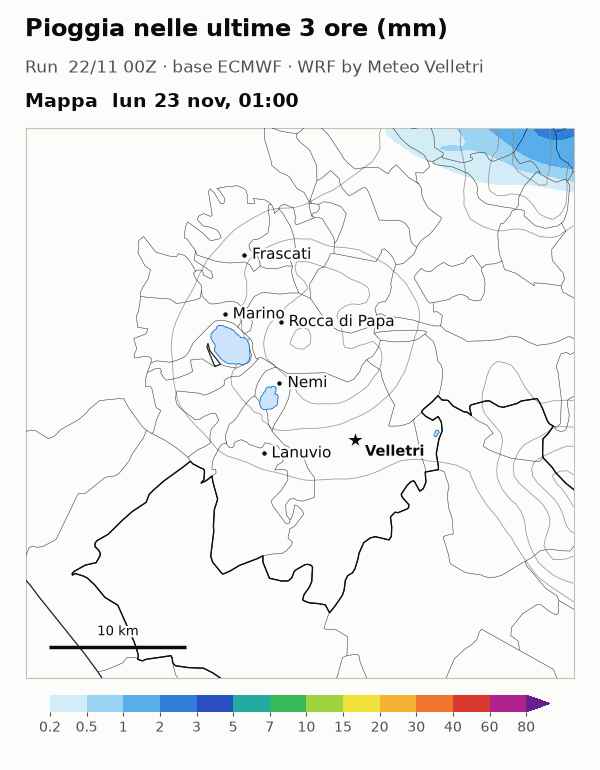 Pioggia nelle ultime 3 ore (mm)
Run  22/11 00Z · base ECMWF · WRF by Meteo Velletri
Mappa  lun 23 nov, 01:00
Frascati
Marino
Rocca di Papa
Nemi
Velletri
Lanuvio
10 km
0.2 0.5 1 2 3 5 7 10 15 20 30 40 60 80